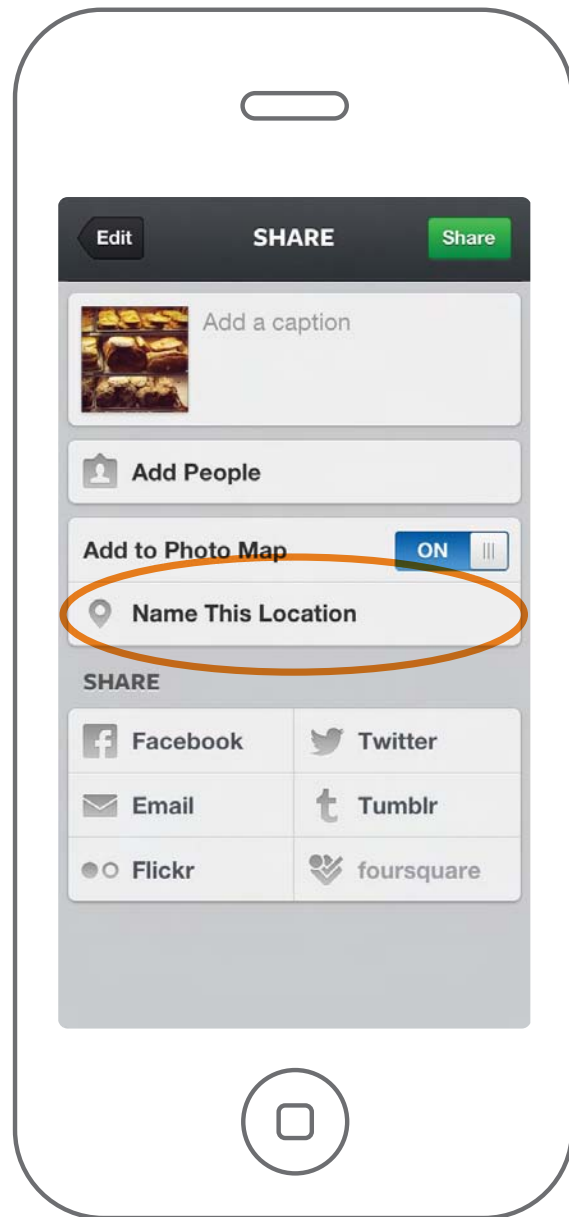 Edit
SHARE
Share
Add a caption
Add People
Add to Photo Map
ON
Name This Location
SHARE
Facebook
Twitter
Email
Tumblr
Flickr
foursquare